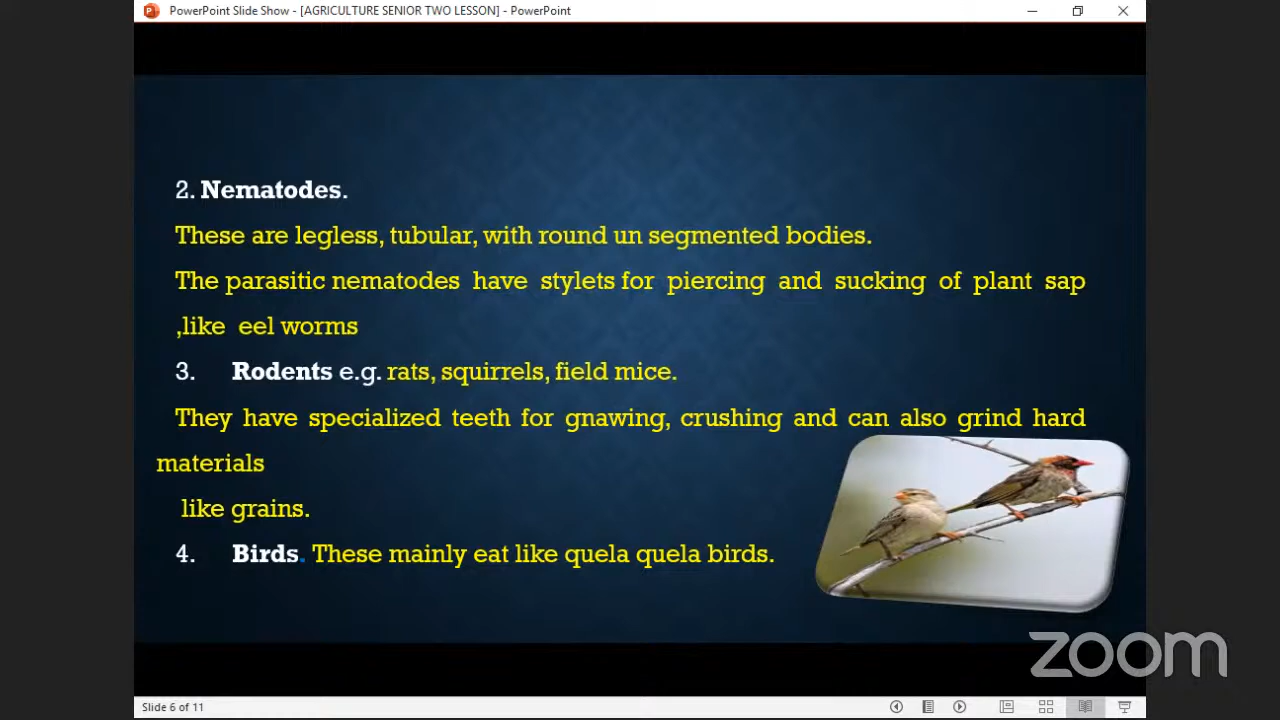 PowerPoint Slide Show - [AGRICULTURE SENIOR TWO LESSON] - PowerPoint
2. Nematodes.
These are legless, tubular, with round un segmented bodies.
The parasitic nematodes have stylets for piercing and sucking of plant sap
,like eel worms
3. Rodents e.g. rats, squirrels, field mice.
They have specialized teeth for gnawing, crushing and can also grind hard
materials
like grains.
4. Birds. These mainly eat like quela quela birds.
zoom
Slide 6 of 11